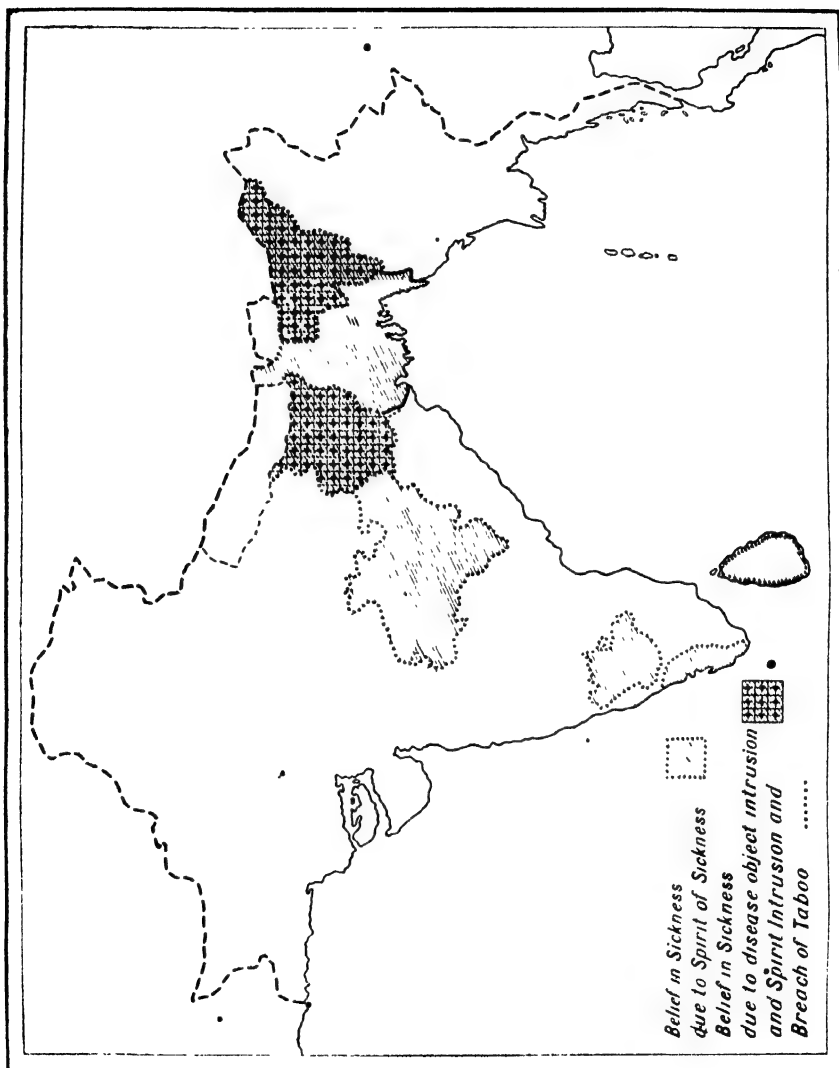 Belief in Sickness
due to Spirit of Sickness
Belief in Sickness
due to disease object intrusion
and Spirit Intrusion and
Breach of Taboo